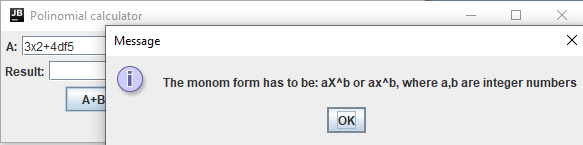 JB Polinomial calculator
Message
A: 3x2+4df5
The monom form has to be: aX^b or ax^b, where a,b are integer numbers
Result:
A+B
OK